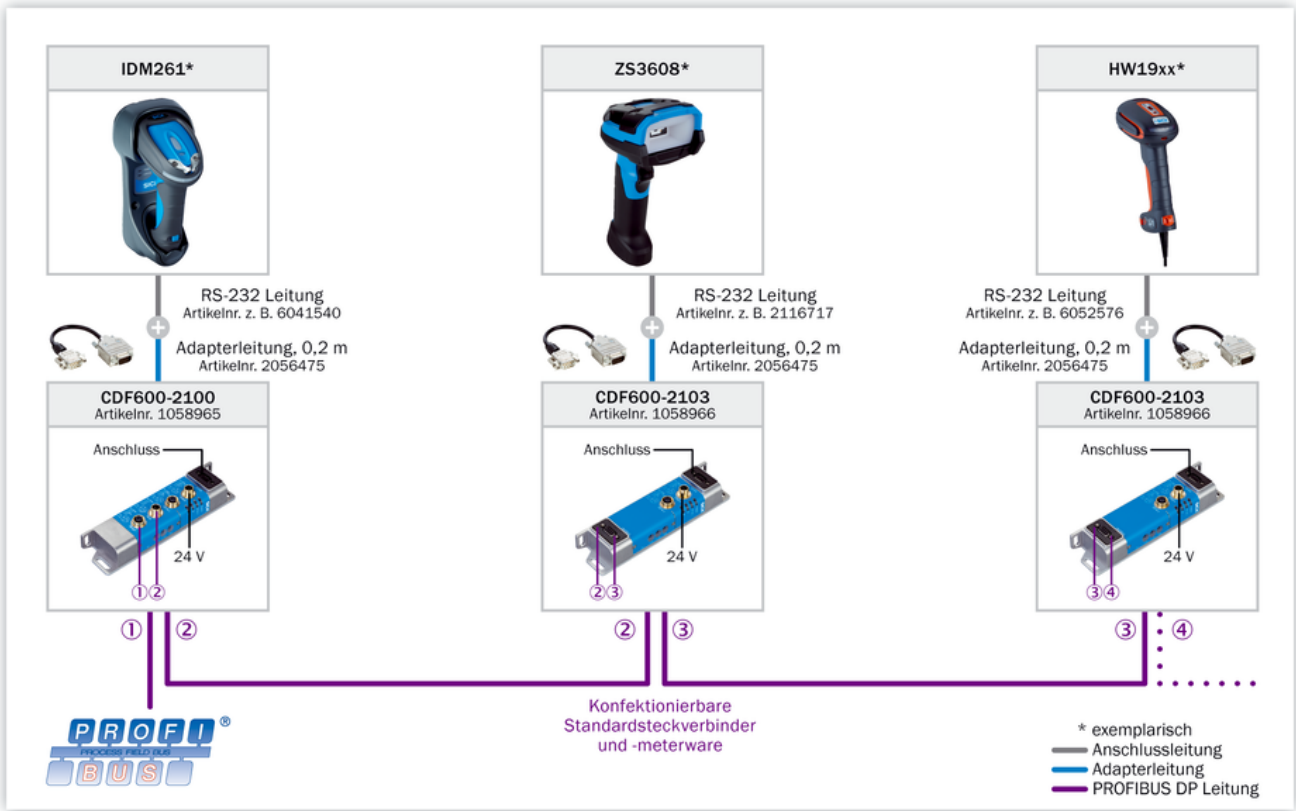 IDM261*
RS-232 Leitung
Artikelnr. z. B. 6041540
Adapterleitung, 0,2 m
Artikelnr. 2056475
CDF600-2100
Artikelnr. 1058965
Anschluss
24 V
①②
ZS3608*
RS-232 Leitung
Artikelnr. z. B. 2116717
Adapterleitung, 0,2 m
Artikelnr. 2056475
CDF600-2103
Artikelnr. 1058966
Anschluss
24 V
②③
HW19xx*
RS-232 Leitung
Artikelnr. z. B. 6052576
Adapterleitung, 0,2 m
Artikelnr. 2056475
CDF600-2103
Artikelnr. 1058966
Anschluss
24 V
③④
① ②
② ③
③ ④
Konfektionierbare
Standardsteckverbinder
und -meterware
PROFI®
PROCESS FIELD BUS
BUS
* exemplarisch
Anschlussleitung
Adapterleitung
PROFIBUS DP Leitung